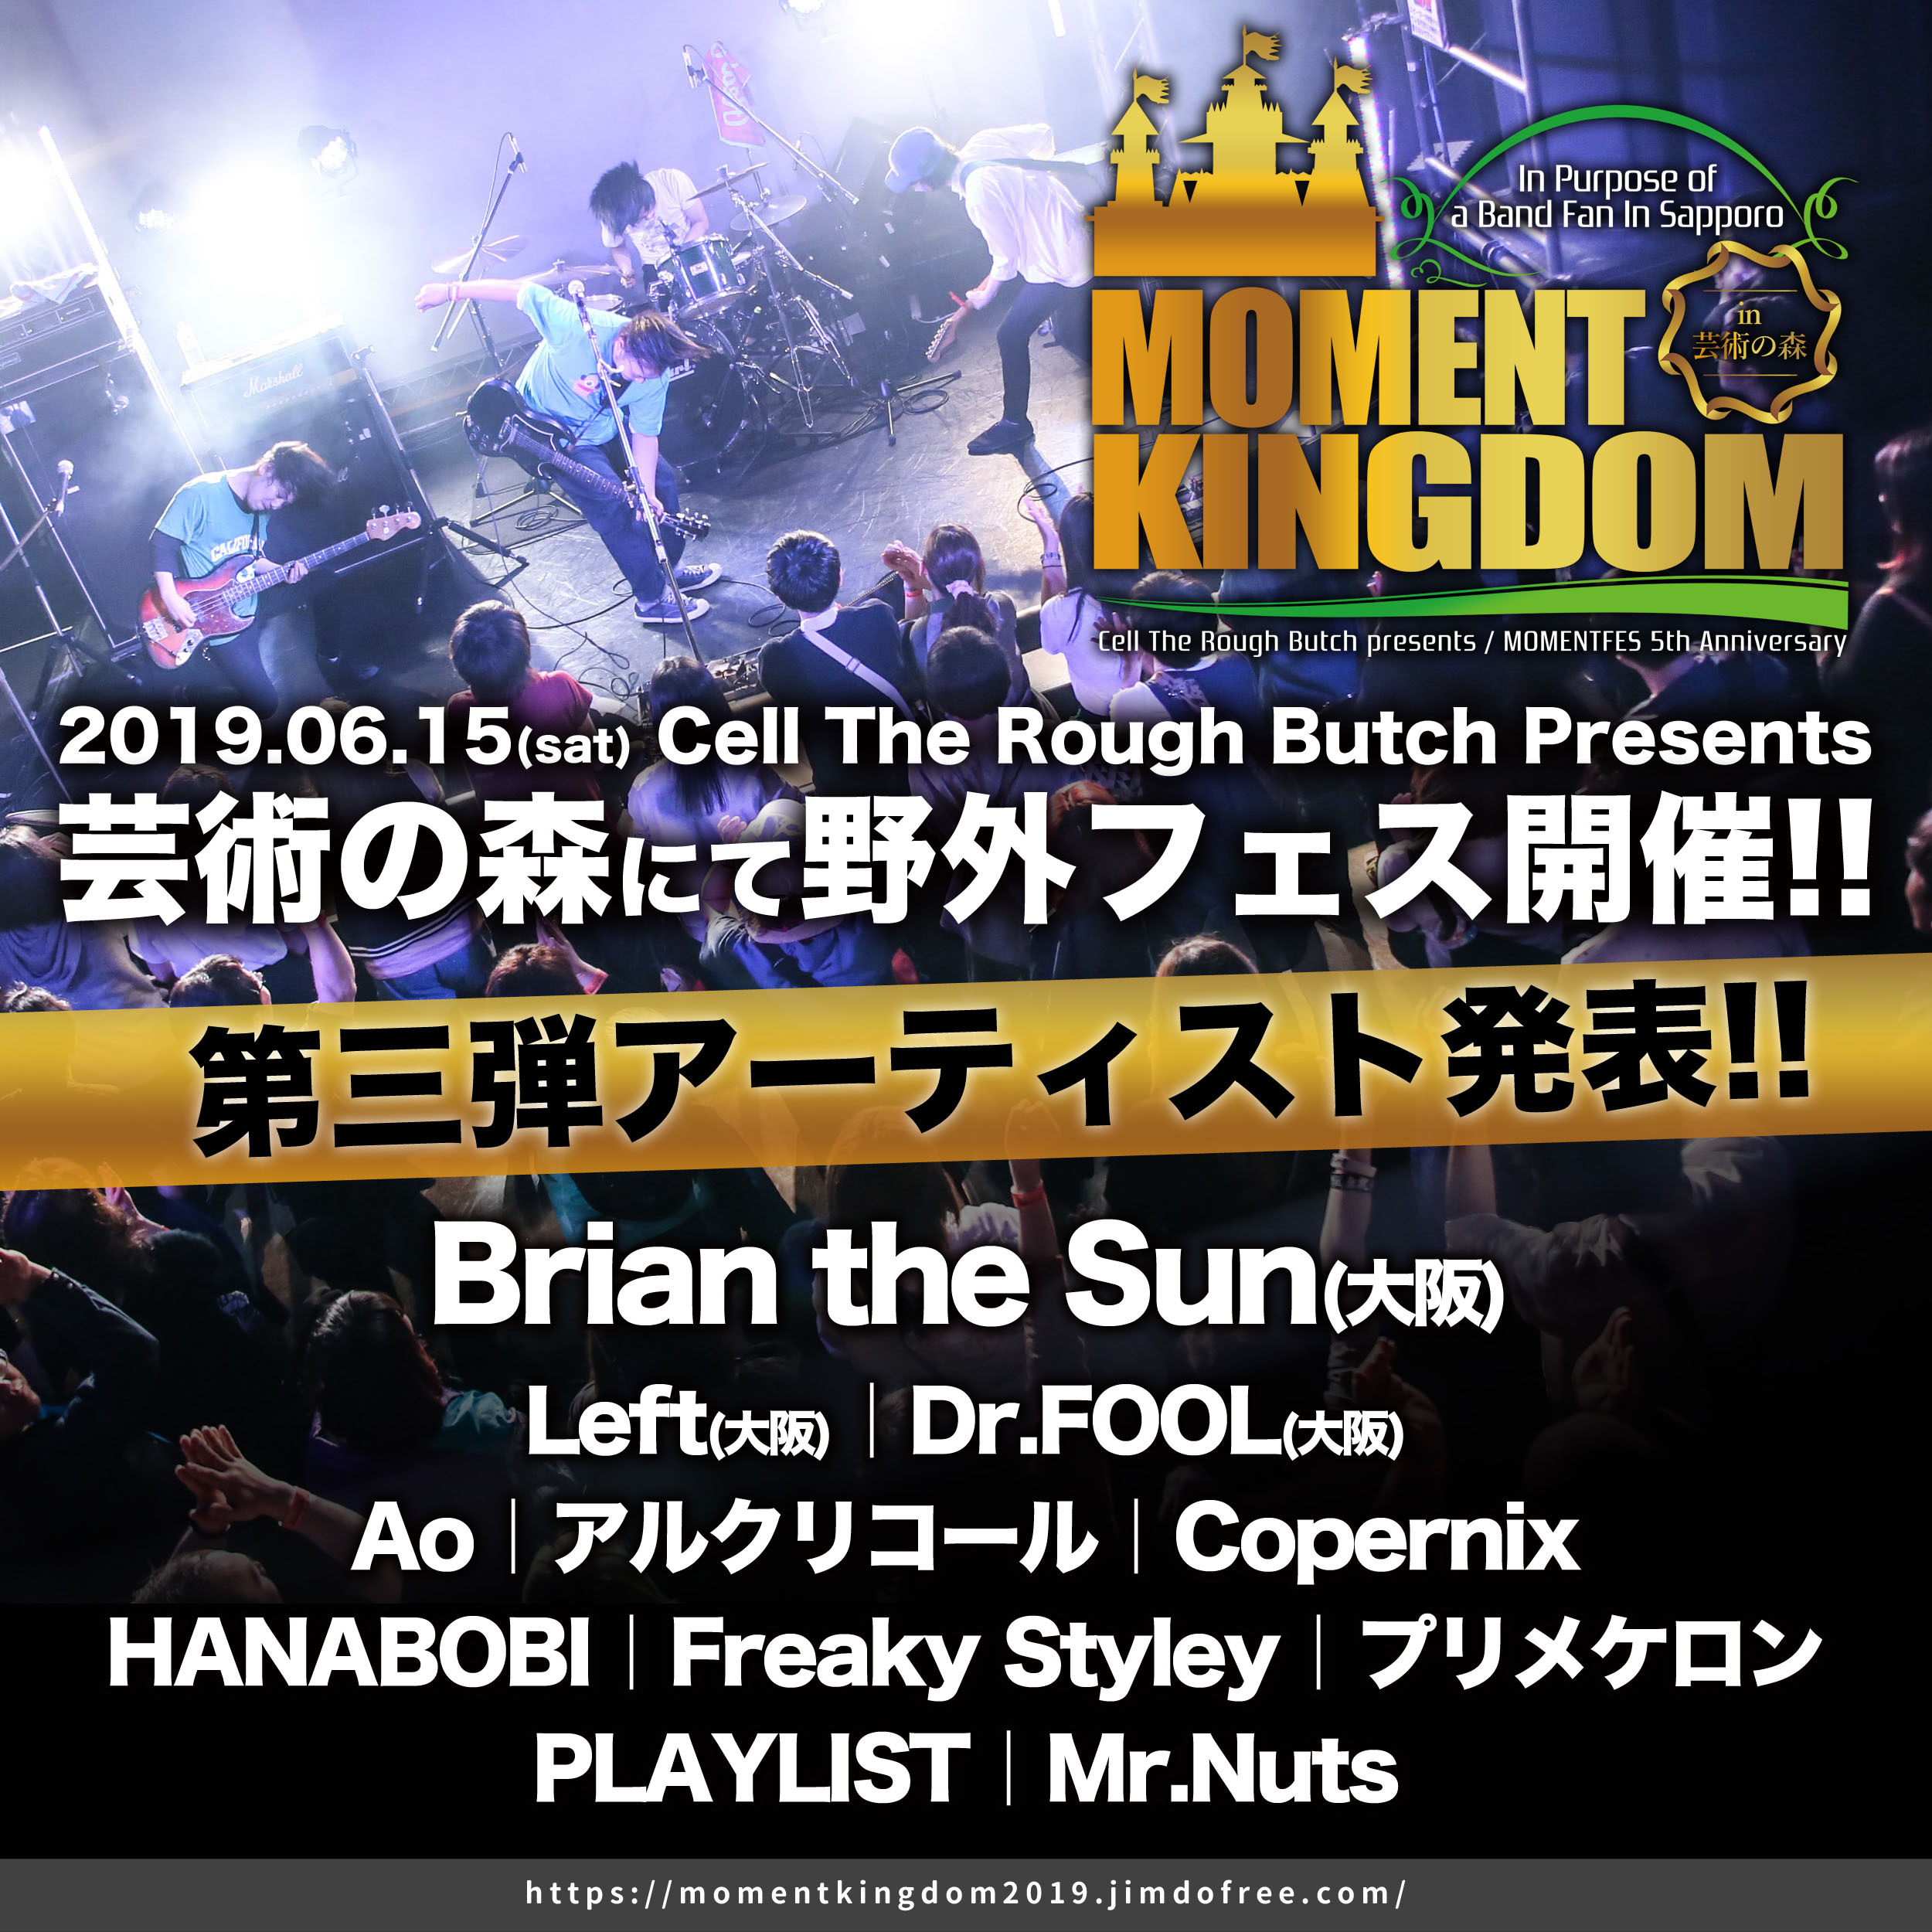 In Purpose of
a Band Fan In Sapporo
MOMENT
in
芸術の森
KINGDOM
Cell The Rough Butch presents / MOMENTFES 5th Anniversary
Marshall
CALIFOR
2019.06.15(sat) Cell The Rough Butch Presents
芸術の森にて野外フェス開催!!
第三弾アーティスト発表!!
Brian the Sun(大阪)
Left(大阪)｜Dr.FOOL(大阪)
Ao｜アルクリコール｜Copernix
HANABOBI｜Freaky Styley｜プリメケロン
PLAYLIST｜Mr.Nuts
https://momentkingdom2019.jimdofree.com/